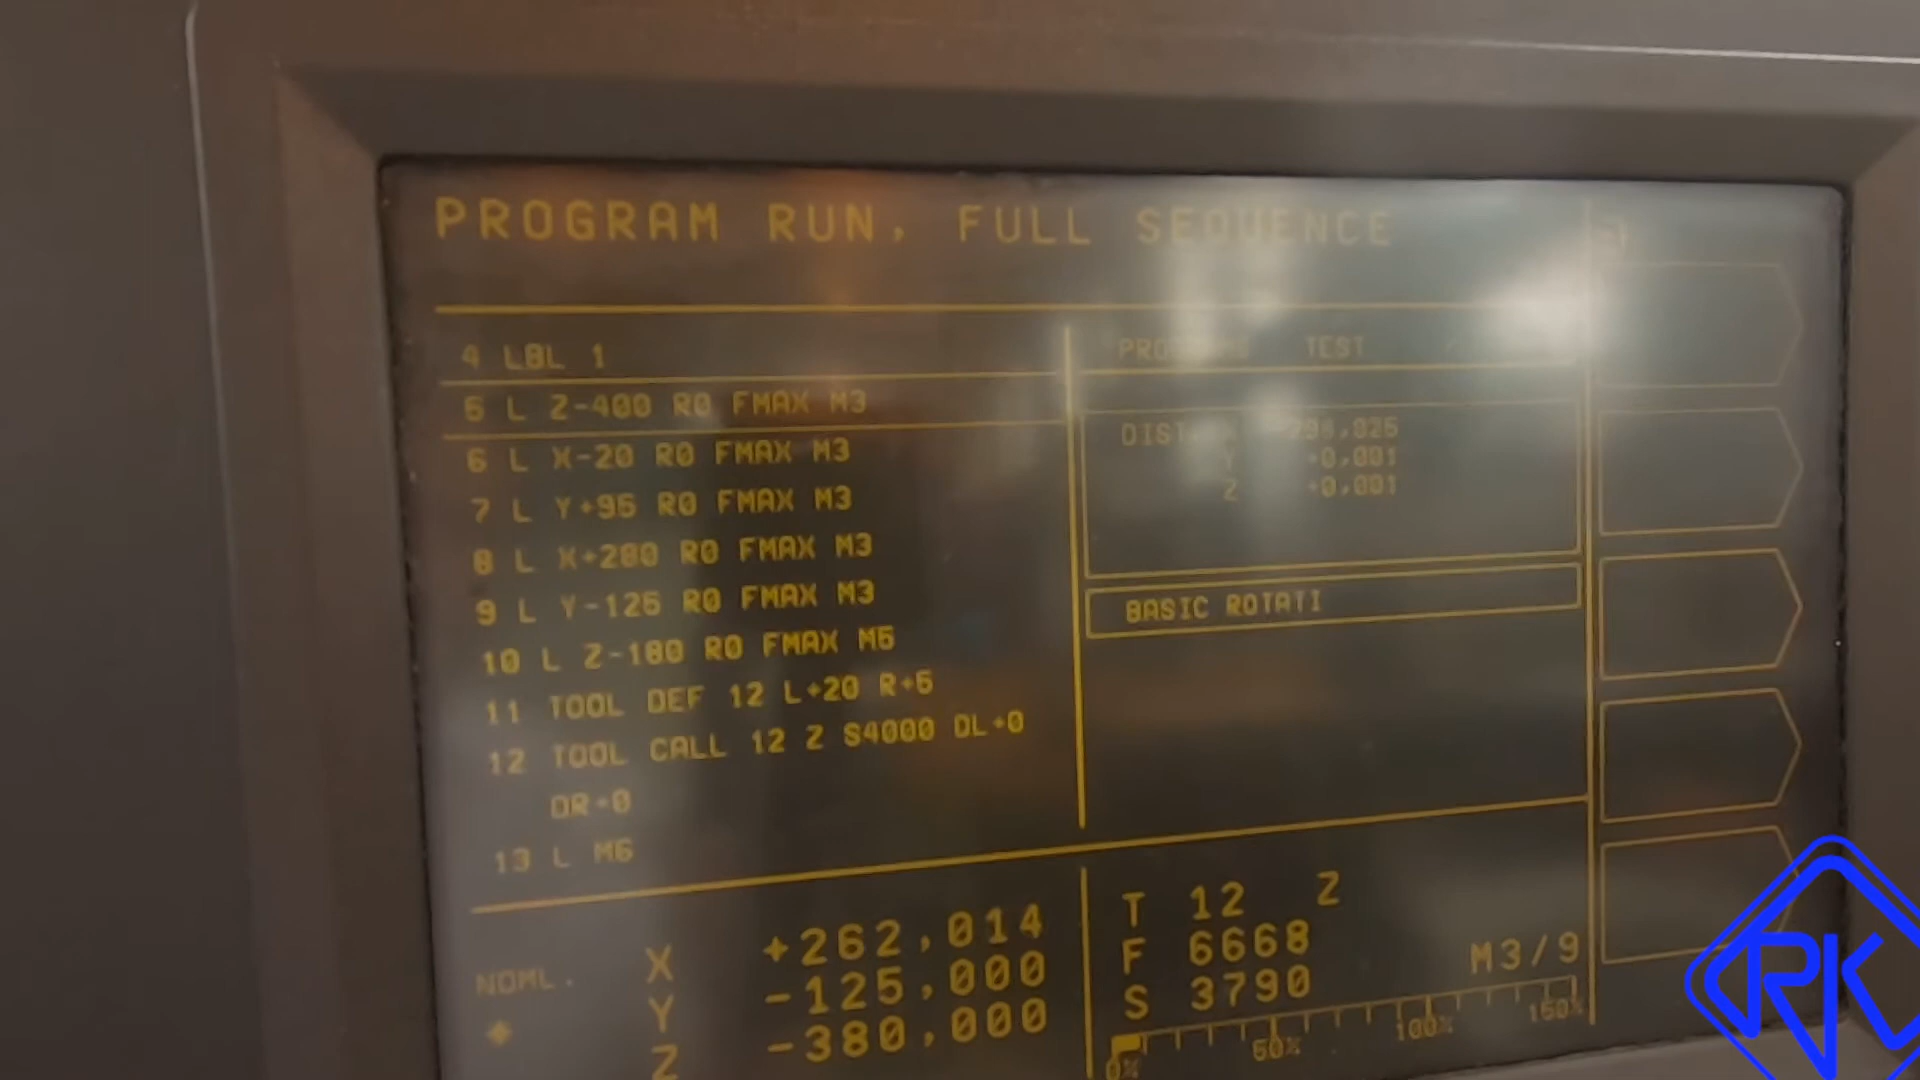 PROGRAM RUN, FULL SEQUENCE
4 LBL 1
5 L Z-400 R0 FMAX M3
6 L X-20 R0 FMAX M3
7 L Y+95 R0 FMAX M3
8 L X+280 R0 FMAX M3
9 L Y-125 R0 FMAX M3
10 L Z-180 R0 FMAX M5
11 TOOL DEF 12 L+20 R+5
12 TOOL CALL 12 Z S4000 DL+0
DR+0
13 L M6
TEST
Y +0,001
Z +0,001
BASIC ROTATI
NOML. X +262,014
Y -125,000
Z -380,000
T 12 Z
F 6668
S 3790 M3/9
0% 50% 100% 150%
RK